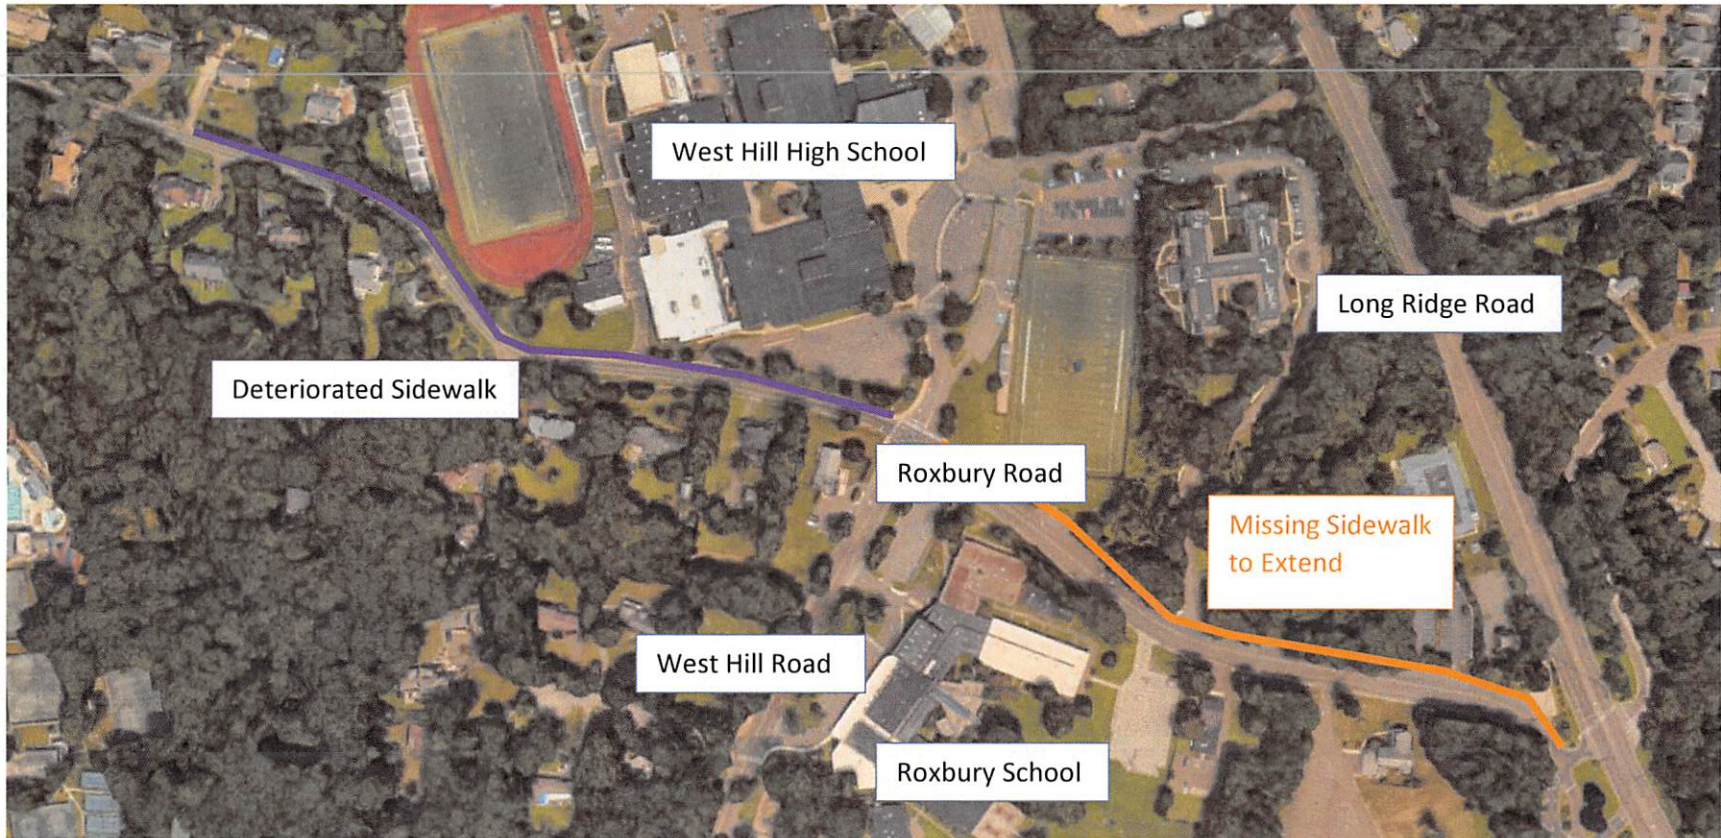 West Hill High School
Long Ridge Road
Deteriorated Sidewalk
Roxbury Road
Missing Sidewalk
to Extend
West Hill Road
Roxbury School